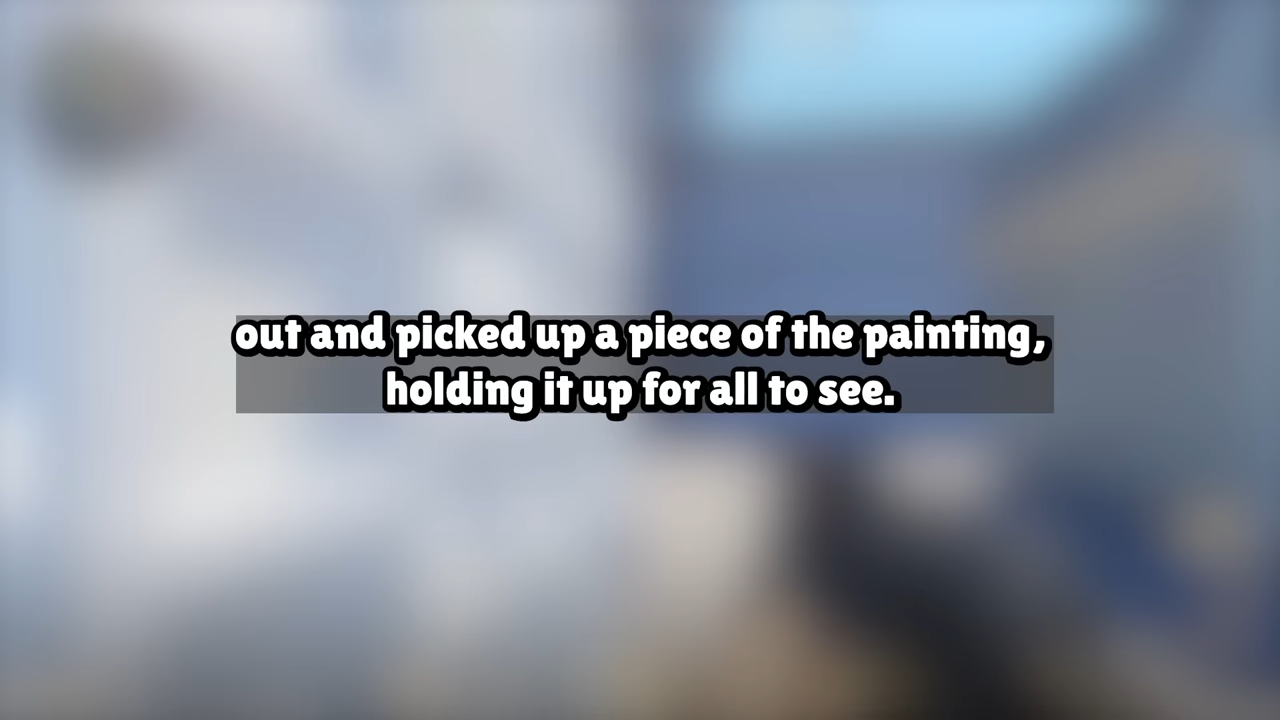 out and picked up a piece of the painting,
holding it up for all to see.